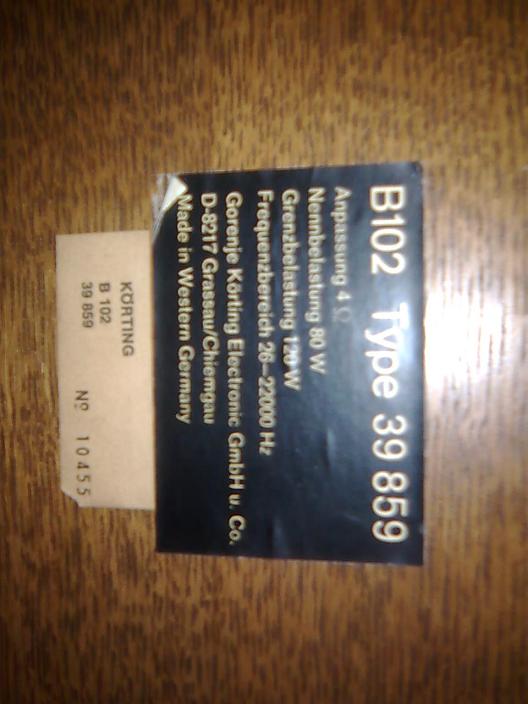 B102 Type 39 859
Anpassung 4 Ω
Nennbelastung 80 W
Grenzbelastung 120 W
Frequenzbereich 26–22000 Hz
Gorenje Körting Electronic GmbH u. Co.
D-8217 Grassau/Chiemgau
Made in Western Germany
KÖRTING
B 102
39 859 Nº 10455